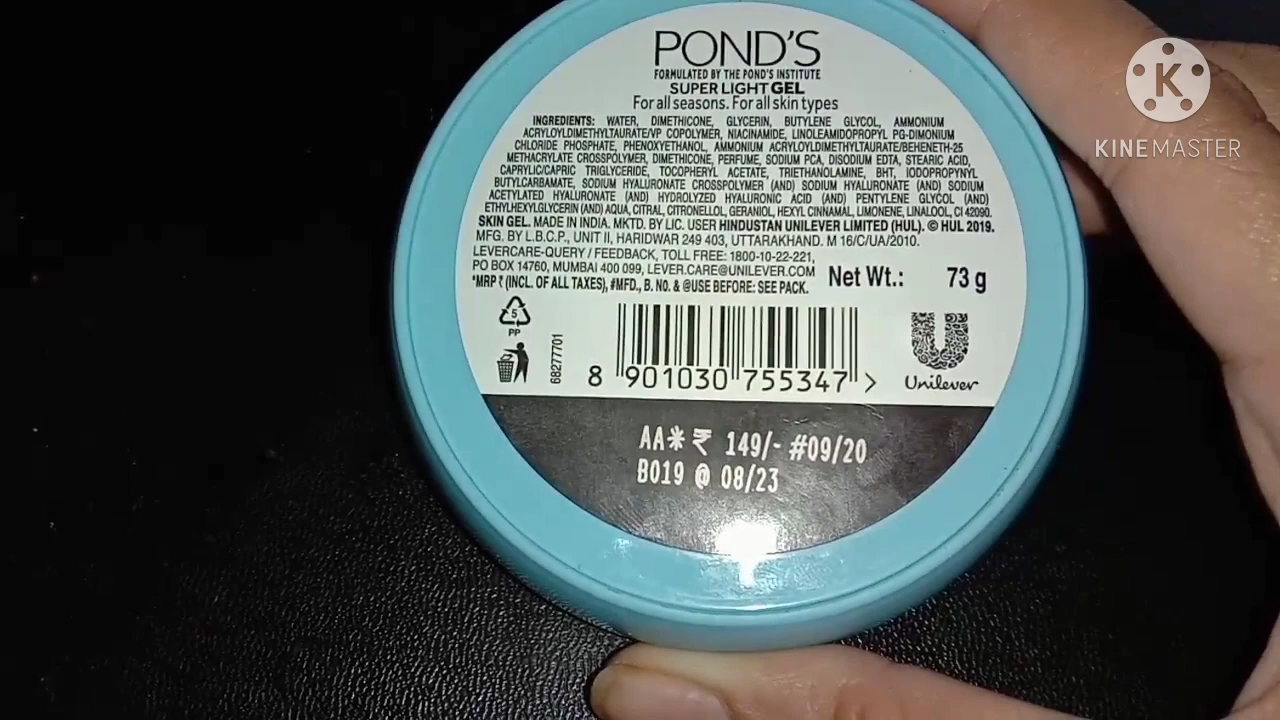 POND'S
FORMULATED BY THE POND'S INSTITUTE
SUPER LIGHT GEL
For all seasons. For all skin types
INGREDIENTS: WATER, DIMETHICONE, GLYCERIN, BUTYLENE GLYCOL, AMMONIUM
ACRYLOYLDIMETHYLTAURATE/VP COPOLYMER, NIACINAMIDE, LINOLEAMIDOPROPYL PG-DIMONIUM
CHLORIDE PHOSPHATE, PHENOXYETHANOL, AMMONIUM ACRYLOYLDIMETHYLTAURATE/BEHENETH-25
METHACRYLATE CROSSPOLYMER, DIMETHICONE, PERFUME, SODIUM PCA, DISODIUM EDTA, STEARIC ACID,
CAPRYLIC/CAPRIC TRIGLYCERIDE, TOCOPHERYL ACETATE, TRIETHANOLAMINE, BHT, IODOPROPYNYL
BUTYLCARBAMATE, SODIUM HYALURONATE CROSSPOLYMER (AND) SODIUM HYALURONATE (AND) SODIUM
ACETYLATED HYALURONATE (AND) HYDROLYZED HYALURONIC ACID (AND) PENTYLENE GLYCOL (AND)
ETHYLHEXYLGLYCERIN (AND) AQUA, CITRAL, CITRONELLOL, GERANIOL, HEXYL CINNAMAL, LIMONENE, LINALOOL, CI 42090.
SKIN GEL. MADE IN INDIA. MKTD. BY LIC. USER HINDUSTAN UNILEVER LIMITED (HUL). © HUL 2019.
MFG. BY L.B.C.P., UNIT II, HARIDWAR 249 403, UTTARAKHAND. M 16/C/UA/2010.
LEVERCARE-QUERY / FEEDBACK, TOLL FREE: 1800-10-22-221,
PO BOX 14760, MUMBAI 400 099, LEVER.CARE@UNILEVER.COM
*MRP ₹ (INCL. OF ALL TAXES), #MFD., B. NO. & @USE BEFORE: SEE PACK.
Net Wt.: 73 g
5
PP
68277701
8 901030 755347 >
Unilever
AA* ₹ 149/- #09/20
B019 @ 08/23
K
KINEMASTER